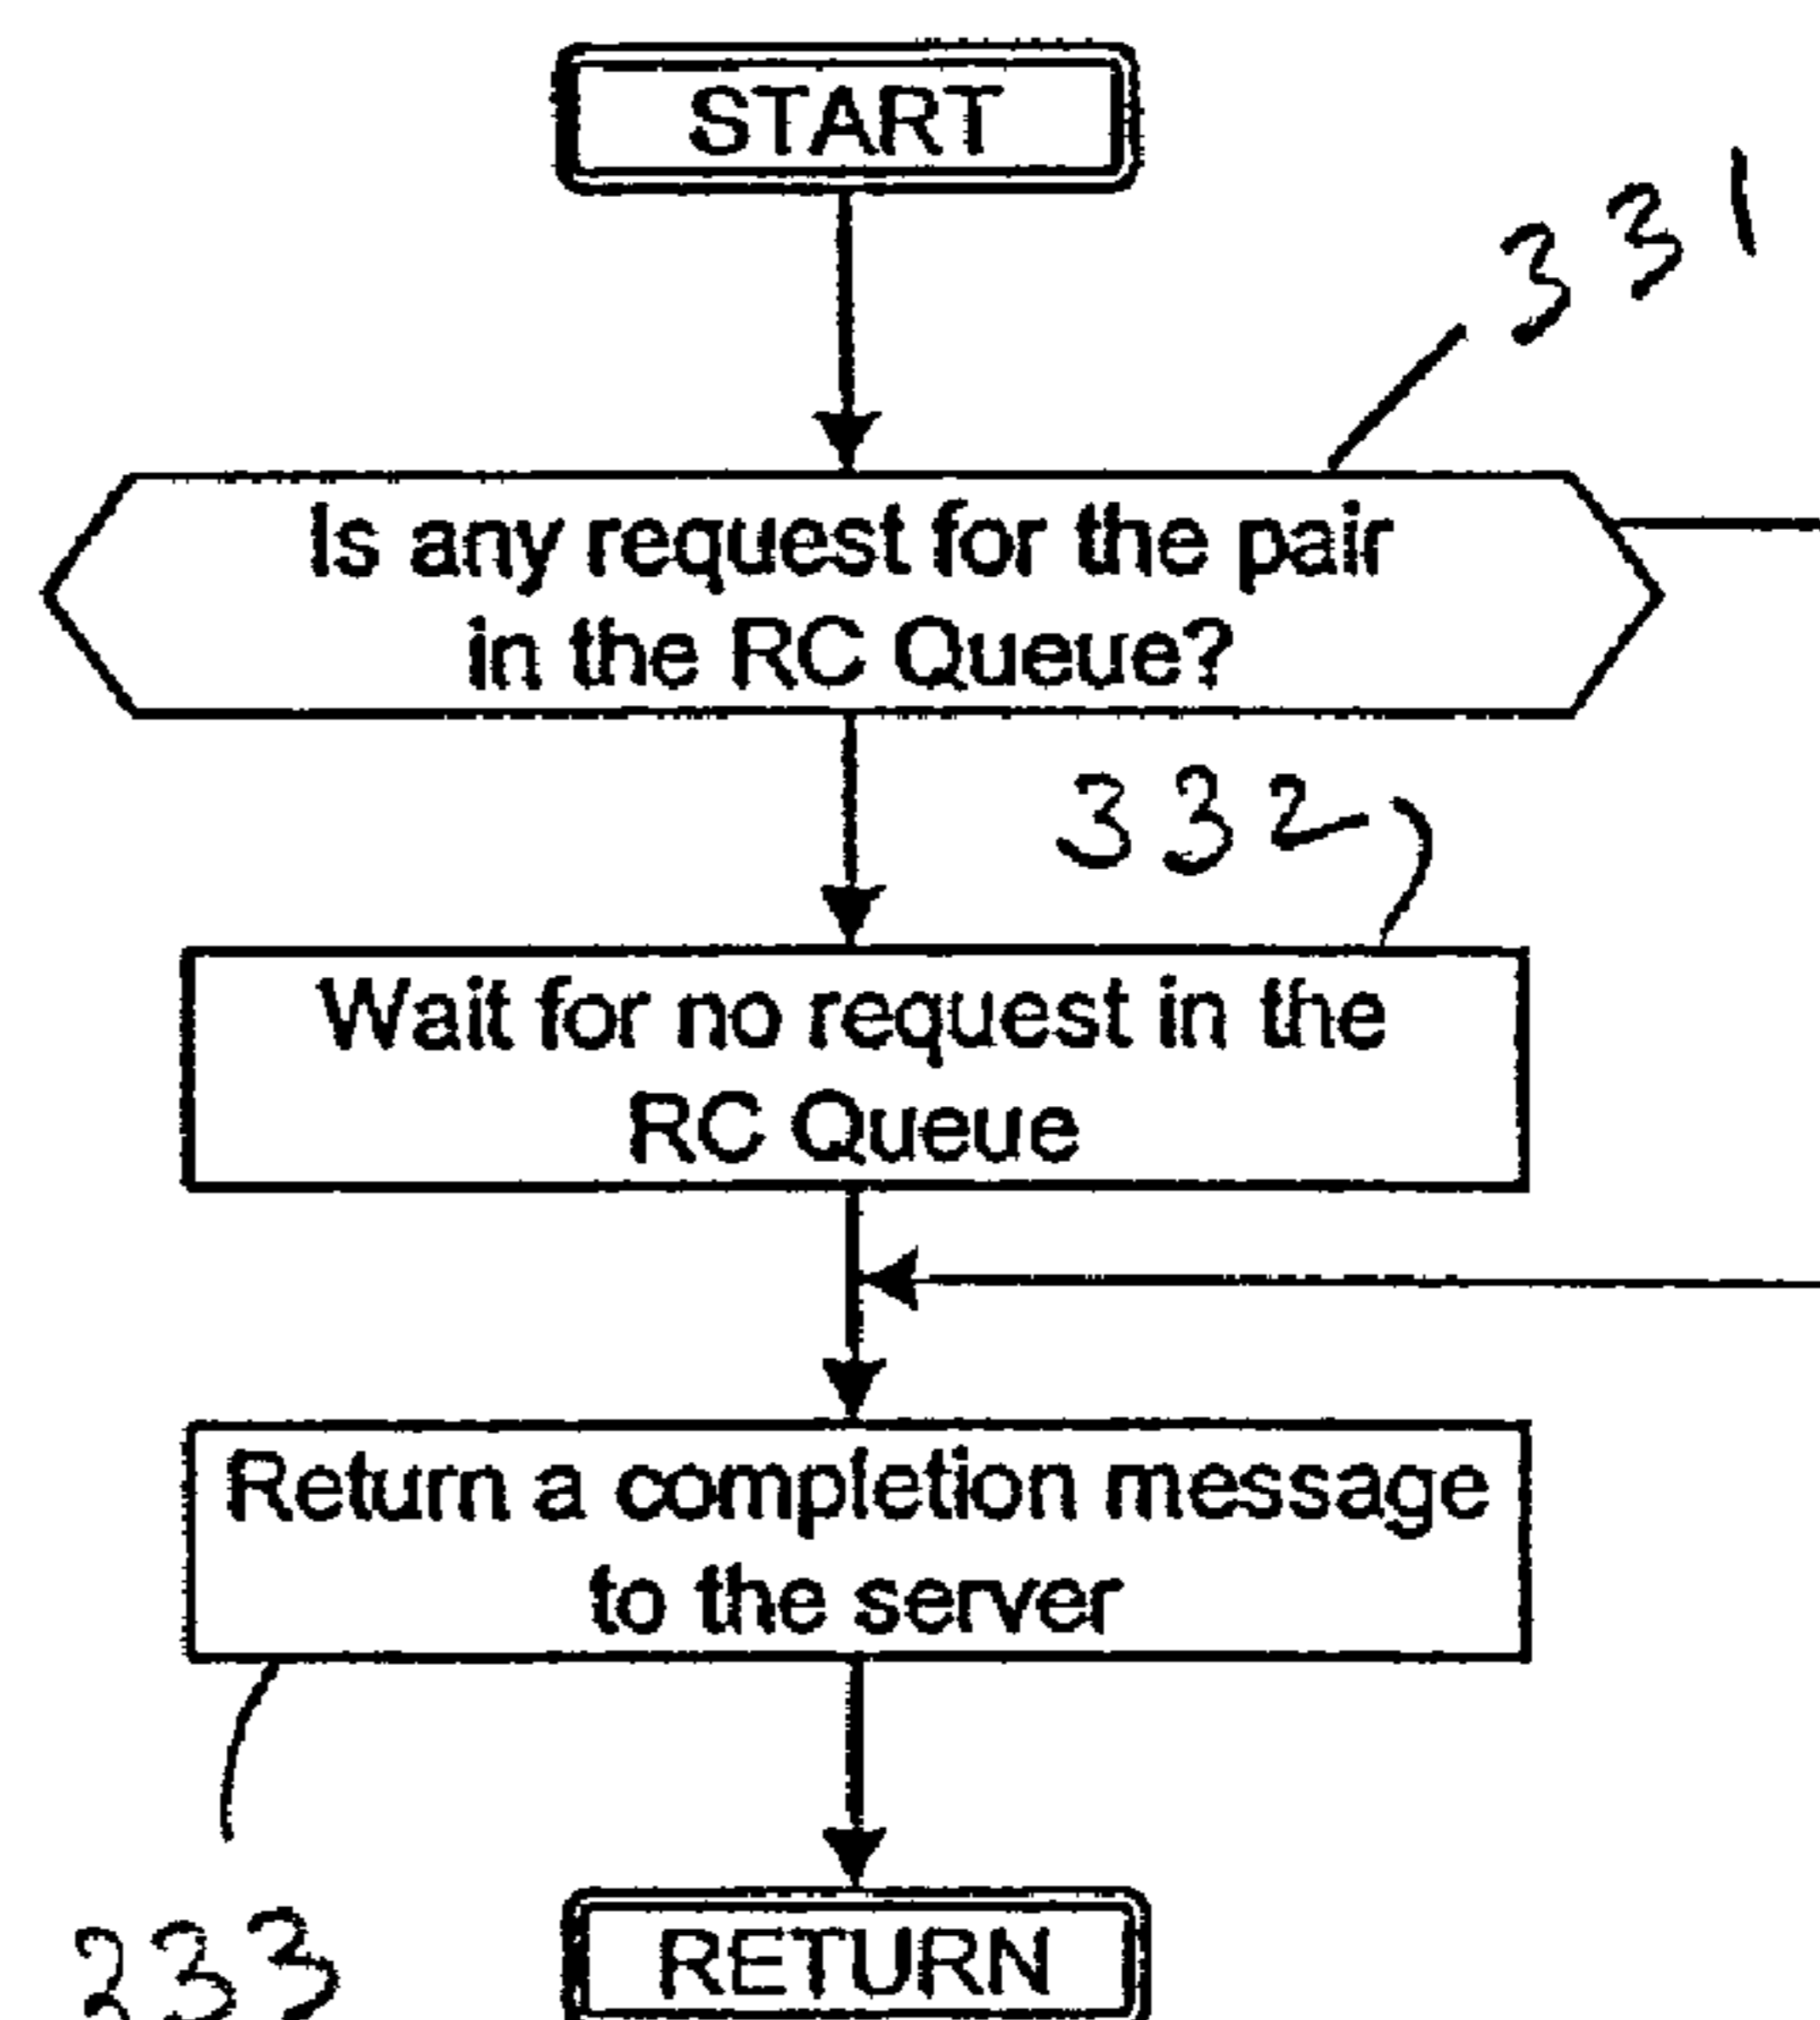 START
331
Is any request for the pair
in the RC Queue?
332
Wait for no request in the
RC Queue
Return a completion message
to the server
RETURN